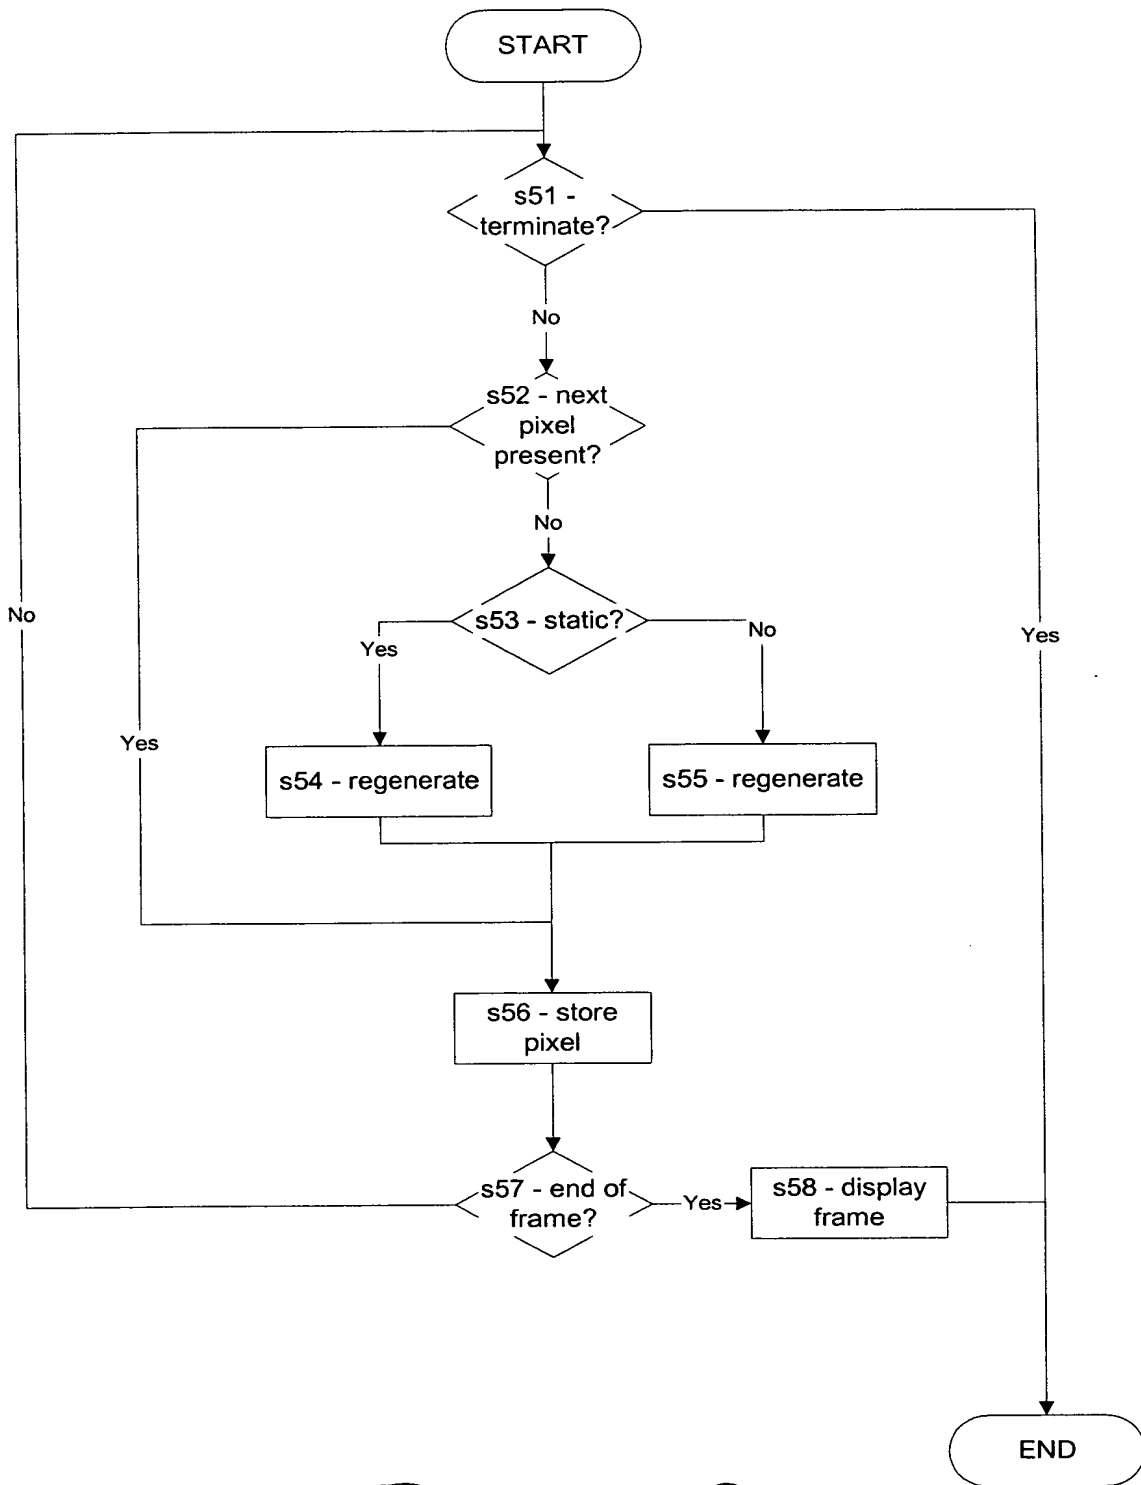 START
s51 -
terminate?
No
s52 - next
pixel
present?
No
s53 - static?
No
Yes
No
Yes
Yes
s54 - regenerate
s55 - regenerate
s56 - store
pixel
s57 - end of
frame?
Yes
s58 - display
frame
END